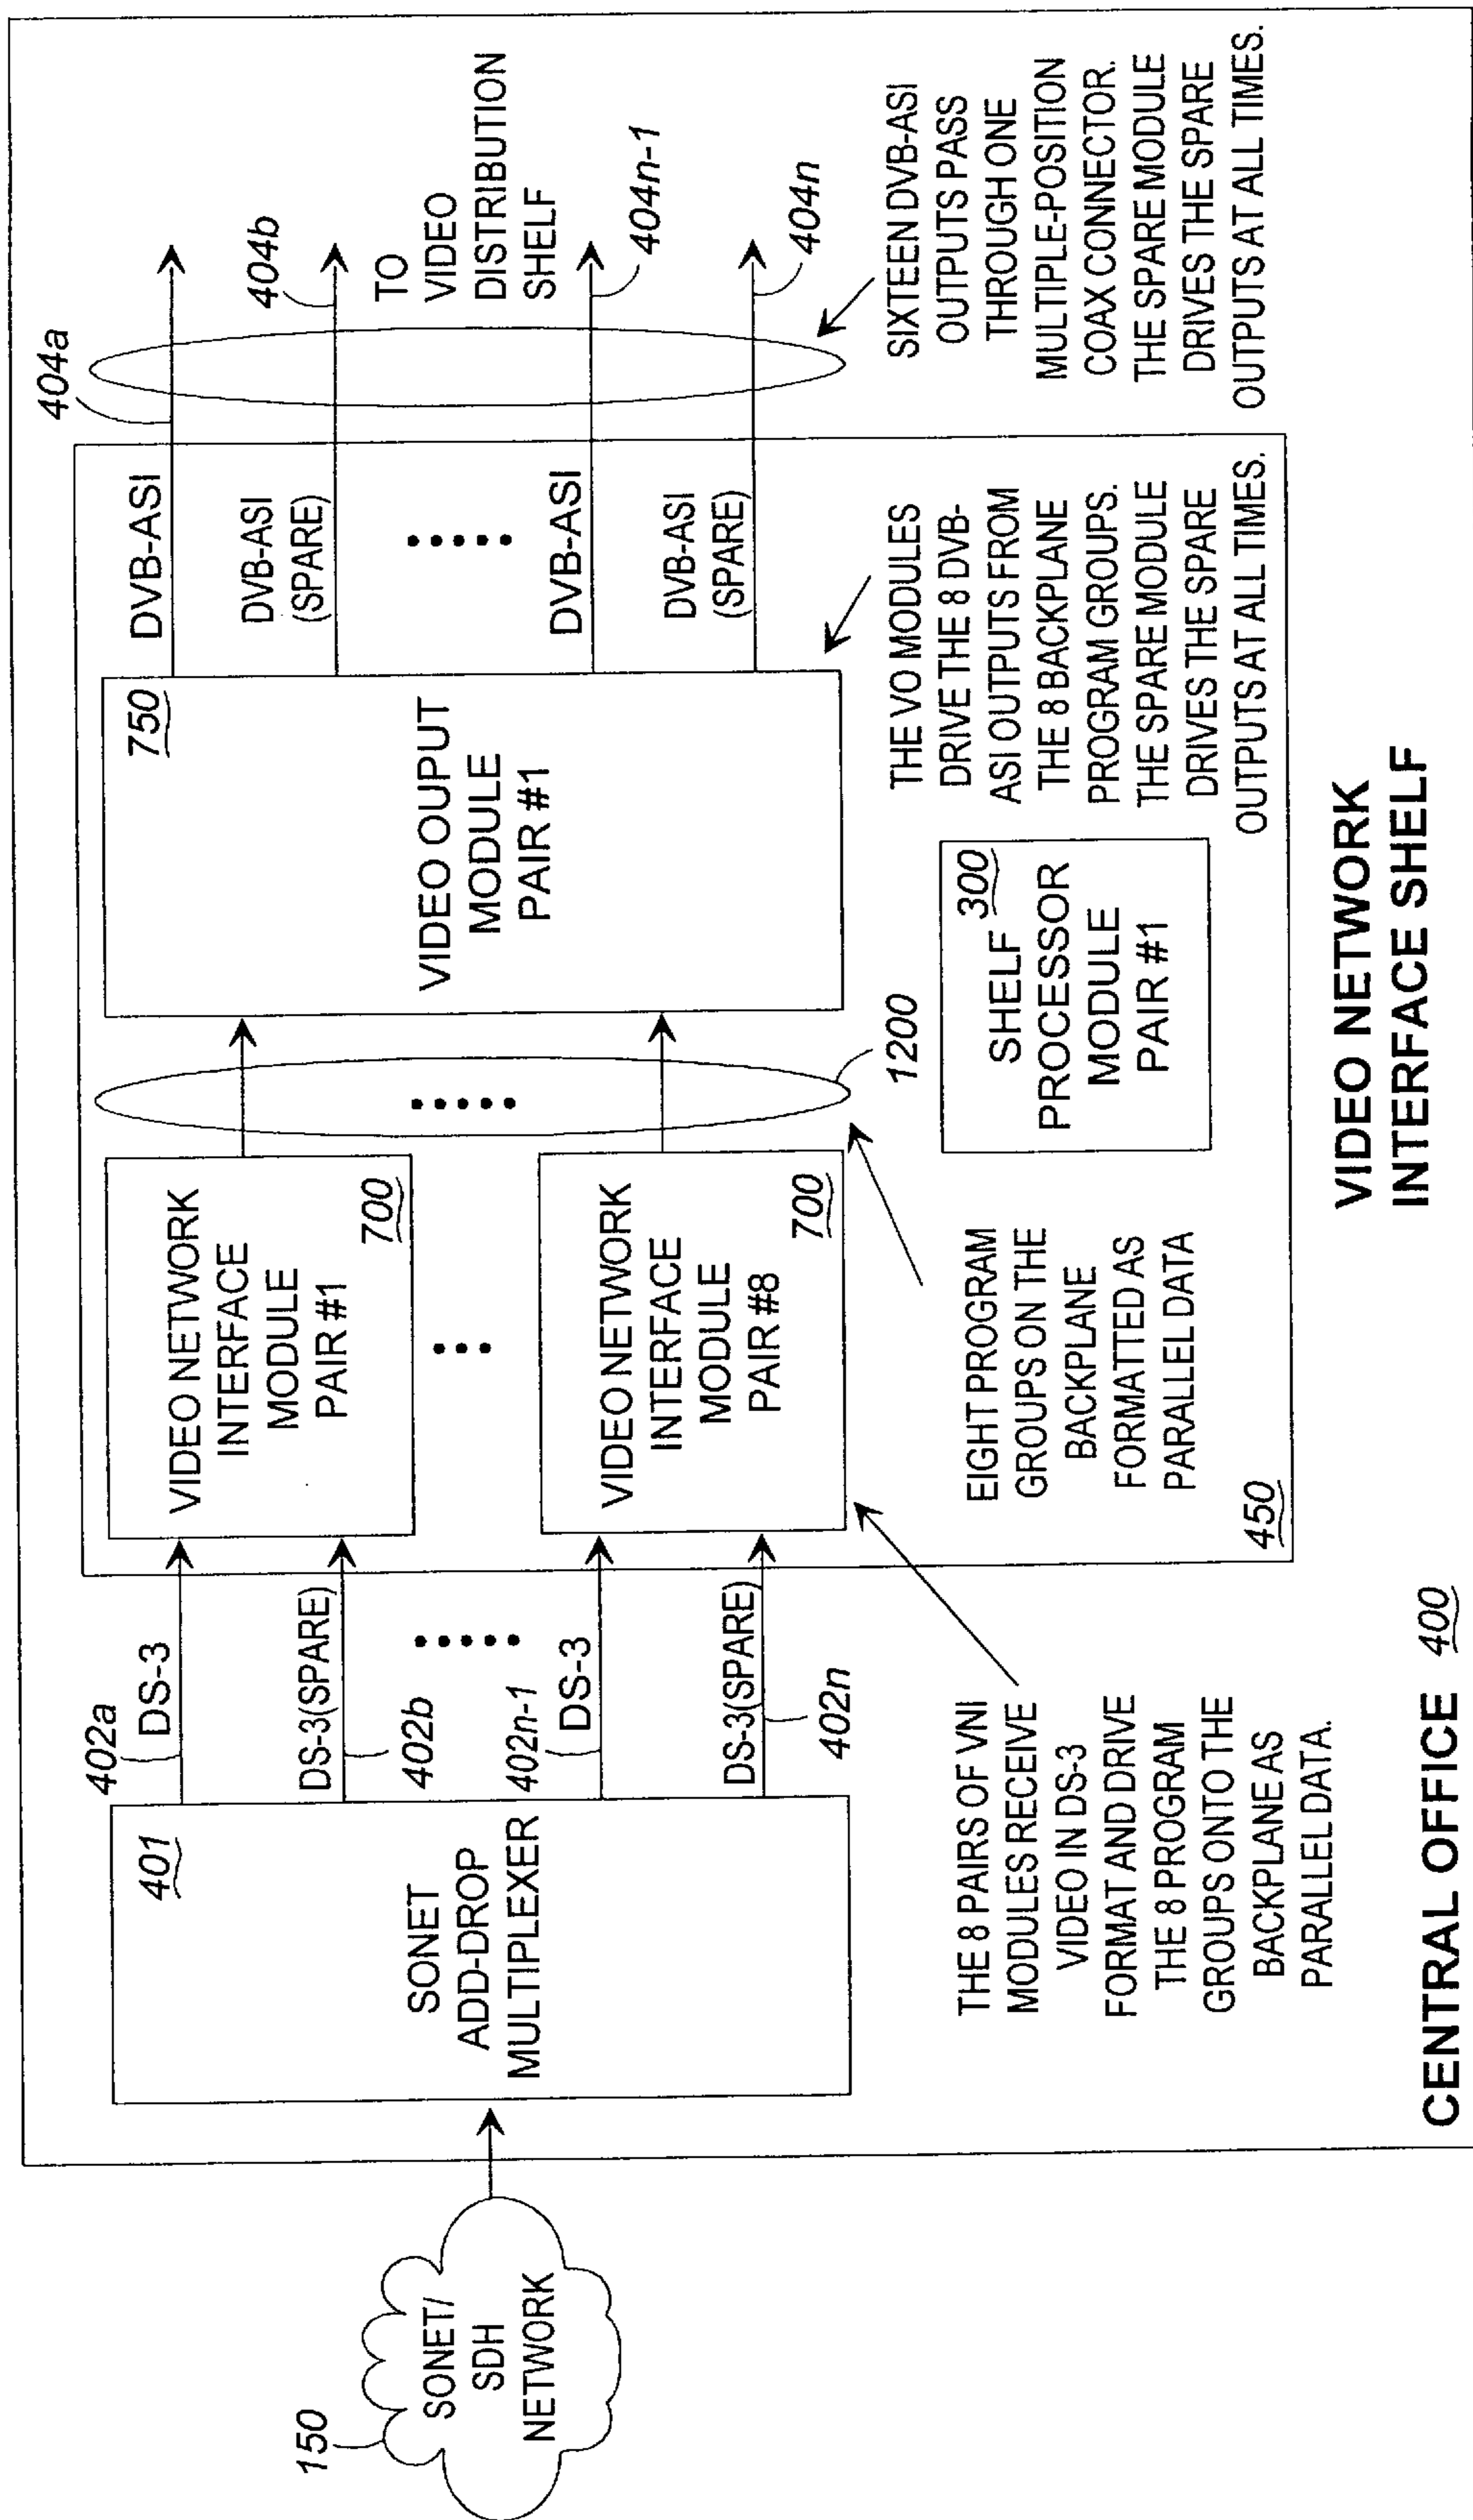 150
SONET/
SDH
NETWORK
401
SONET
ADD-DROP
MULTIPLEXER
402a
DS-3
DS-3(SPARE)
402b
402n-1
DS-3
DS-3(SPARE)
402n
THE 8 PAIRS OF VNI
MODULES RECEIVE
VIDEO IN DS-3
FORMAT AND DRIVE
THE 8 PROGRAM
GROUPS ONTO THE
BACKPLANE AS
PARALLEL DATA.
CENTRAL OFFICE 400
VIDEO NETWORK
INTERFACE
MODULE
PAIR #1
700
VIDEO NETWORK
INTERFACE
MODULE
PAIR #8
700
EIGHT PROGRAM
GROUPS ON THE
BACKPLANE
FORMATTED AS
PARALLEL DATA
450
1200
750
VIDEO OUPUT
MODULE
PAIR #1
300
SHELF
PROCESSOR
MODULE
PAIR #1
VIDEO NETWORK
INTERFACE SHELF
DVB-ASI
DVB-ASI
(SPARE)
DVB-ASI
DVB-ASI
(SPARE)
THE VO MODULES
DRIVE THE 8 DVB-
ASI OUTPUTS FROM
THE 8 BACKPLANE
PROGRAM GROUPS.
THE SPARE MODULE
DRIVES THE SPARE
OUTPUTS AT ALL TIMES.
404a
404b
TO
VIDEO
DISTRIBUTION
SHELF
404n-1
404n
SIXTEEN DVB-ASI
OUTPUTS PASS
THROUGH ONE
MULTIPLE-POSITION
COAX CONNECTOR.
THE SPARE MODULE
DRIVES THE SPARE
OUTPUTS AT ALL TIMES.